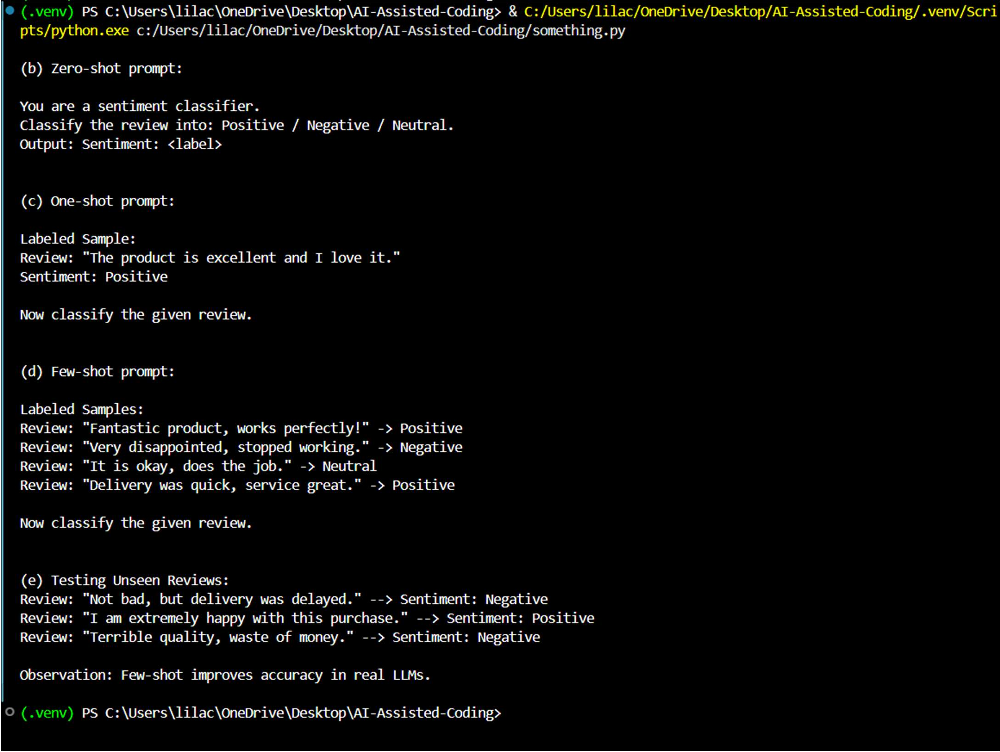 (.venv) PS C:\Users\lilac\OneDrive\Desktop\AI-Assisted-Coding> & C:/Users/lilac/OneDrive/Desktop/AI-Assisted-Coding/.venv/Scri
pts/python.exe c:/Users/lilac/OneDrive/Desktop/AI-Assisted-Coding/something.py
(b) Zero-shot prompt:
You are a sentiment classifier.
Classify the review into: Positive / Negative / Neutral.
Output: Sentiment: <label>
(c) One-shot prompt:
Labeled Sample:
Review: "The product is excellent and I love it."
Sentiment: Positive
Now classify the given review.
(d) Few-shot prompt:
Labeled Samples:
Review: "Fantastic product, works perfectly!" -> Positive
Review: "Very disappointed, stopped working." -> Negative
Review: "It is okay, does the job." -> Neutral
Review: "Delivery was quick, service great." -> Positive
Now classify the given review.
(e) Testing Unseen Reviews:
Review: "Not bad, but delivery was delayed." --> Sentiment: Negative
Review: "I am extremely happy with this purchase." --> Sentiment: Positive
Review: "Terrible quality, waste of money." --> Sentiment: Negative
Observation: Few-shot improves accuracy in real LLMs.
(.venv) PS C:\Users\lilac\OneDrive\Desktop\AI-Assisted-Coding>